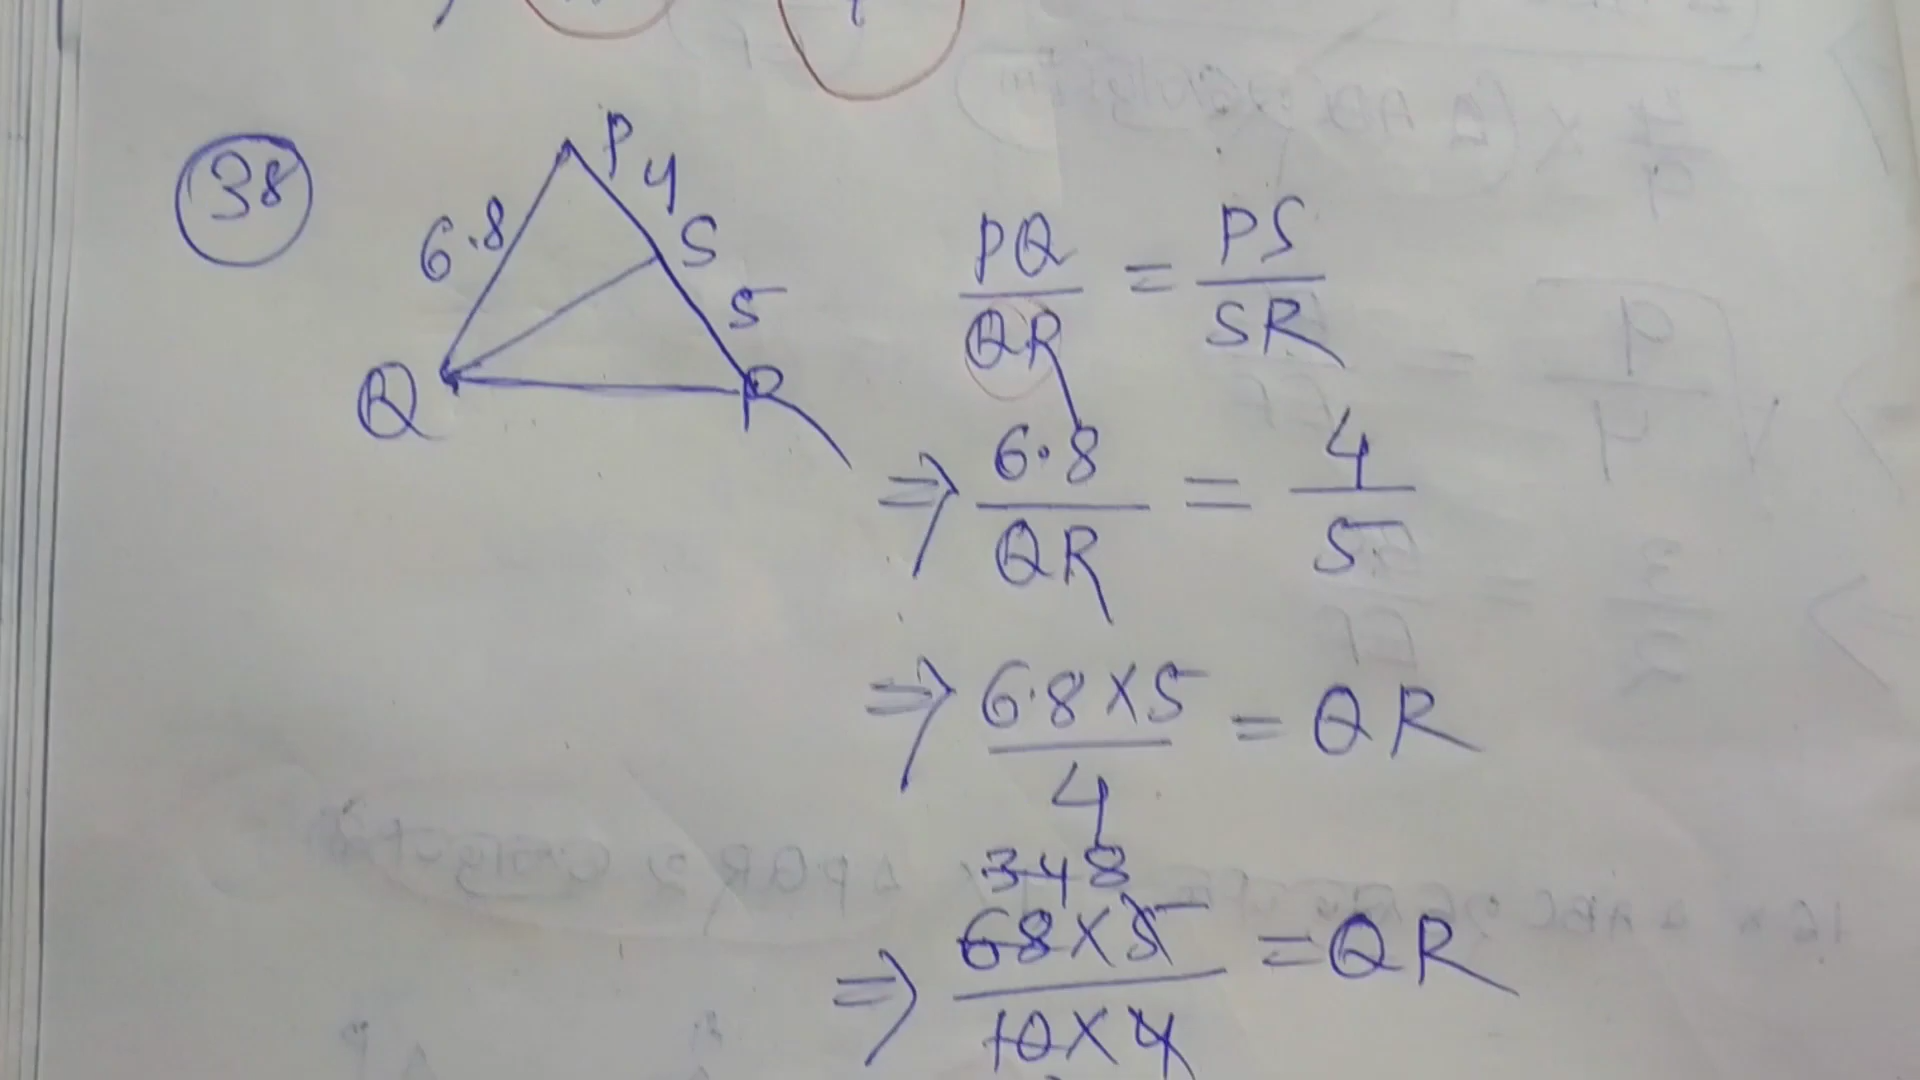 38
P
4
6.8
S
5
Q
R
PQ/QR = PS/SR
⇒ 6.8/QR = 4/5
⇒ 6.8×5/4 = QR
34
⇒ 68×5/10×4 = QR